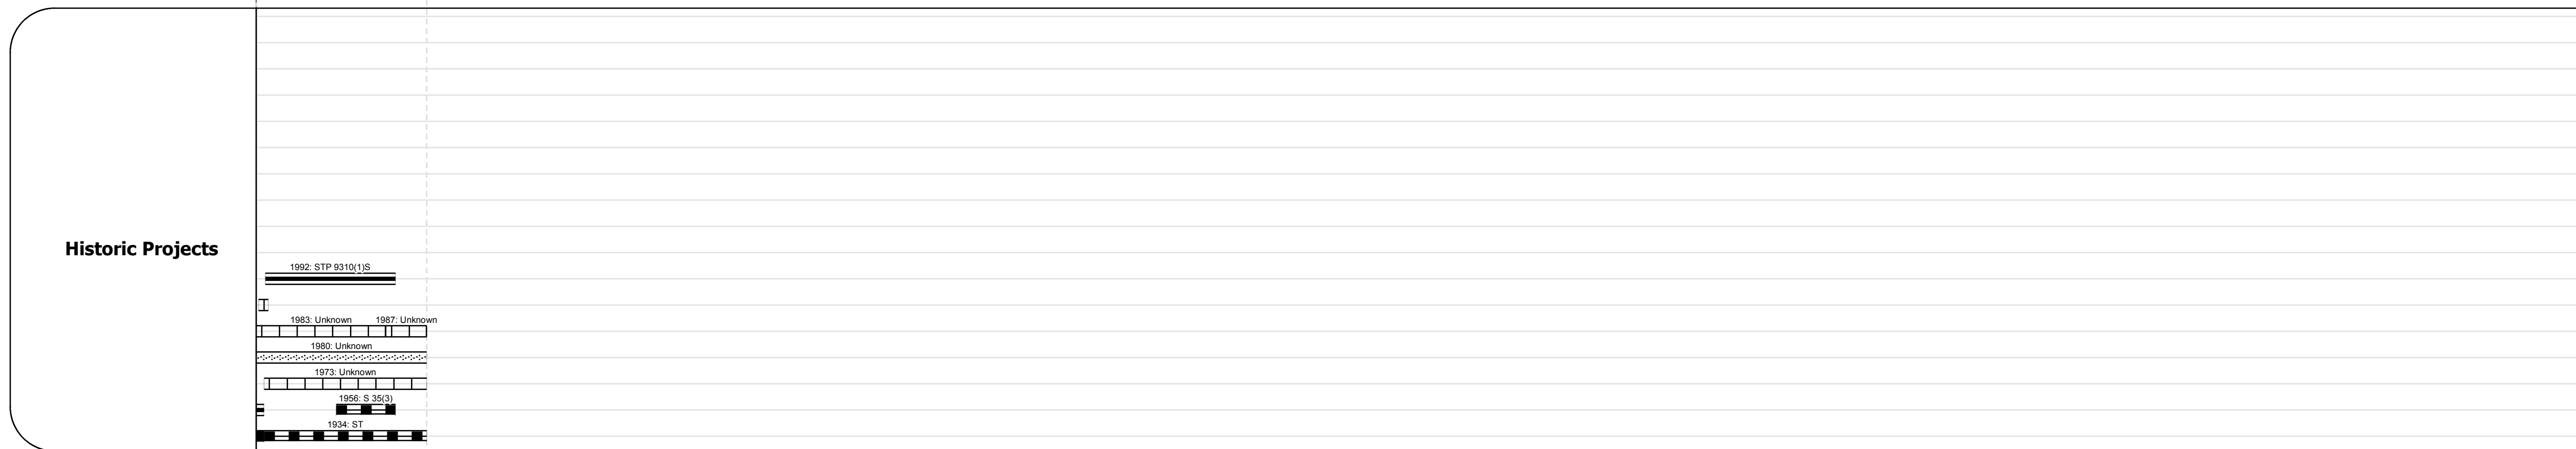 Historic Projects
1992: STP 9310(1)S
1983: Unknown 1987: Unknown
1980: Unknown
1973: Unknown
1956: S 35(3)
1934: ST